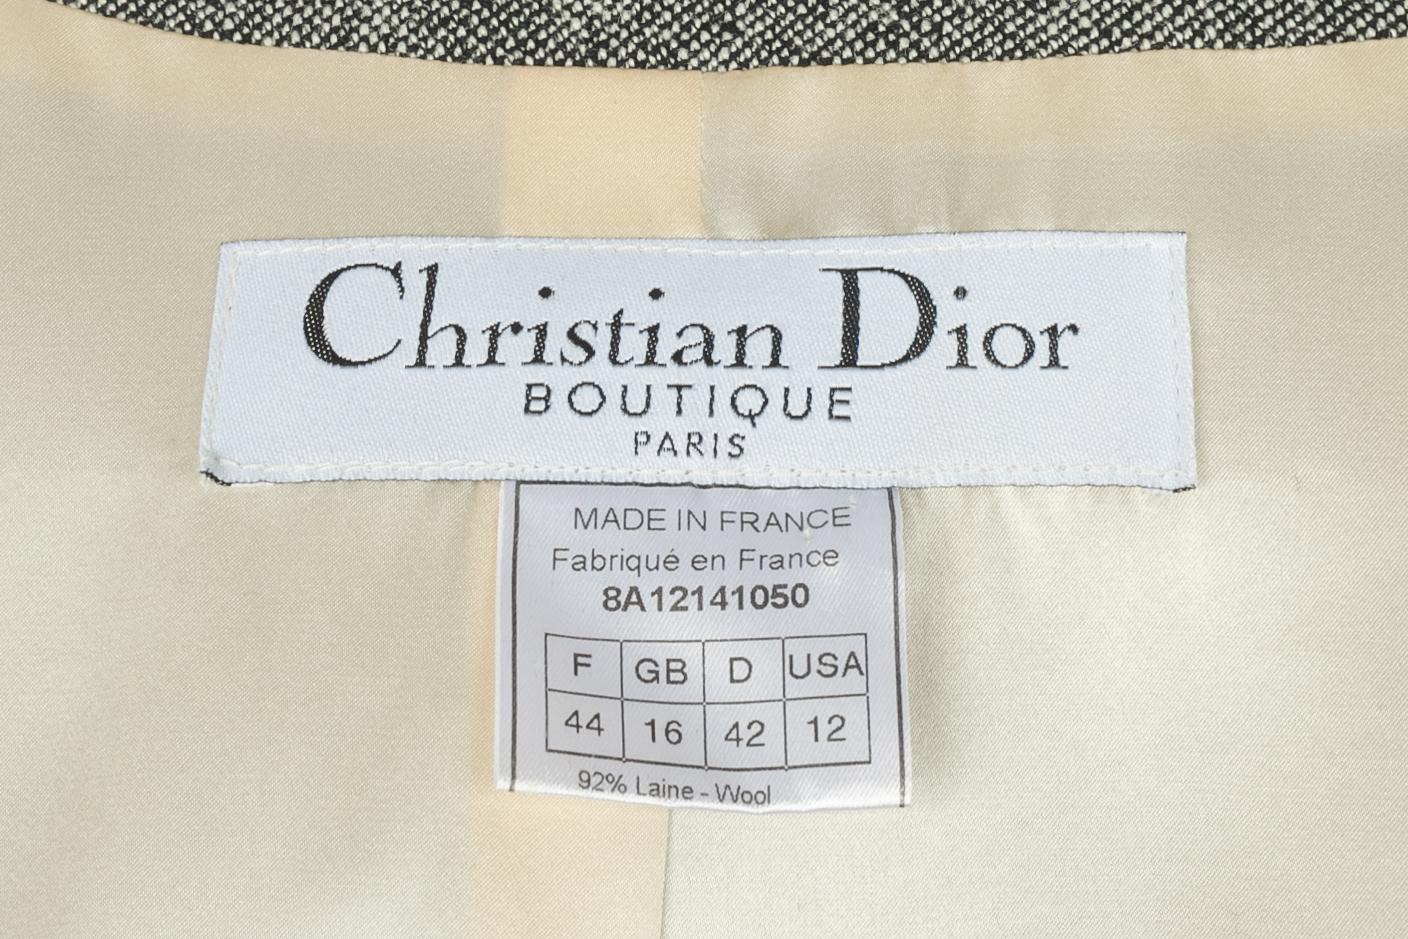 Christian Dior
BOUTIQUE
PARIS
MADE IN FRANCE
Fabriqué en France
8A12141050
F GB D USA
44 16 42 12
92% Laine - Wool